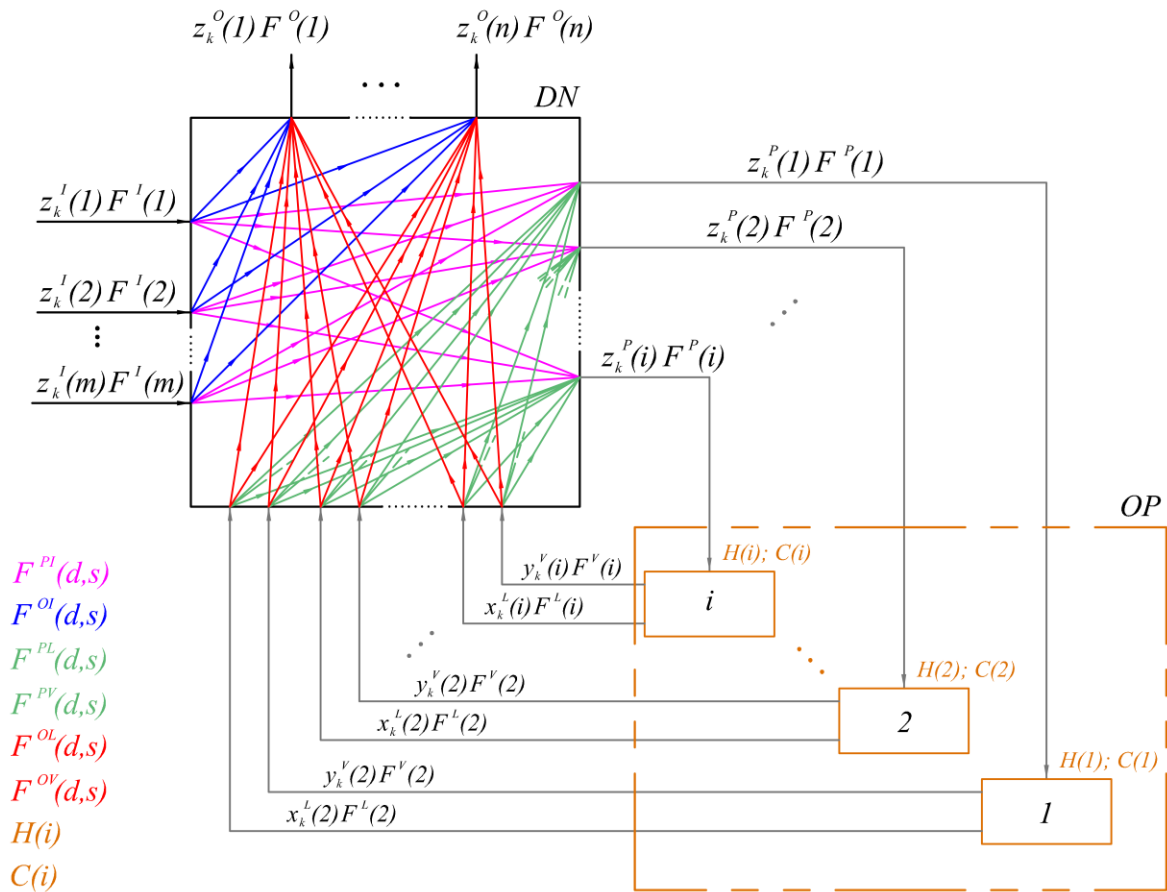 z_k^O(1) F^O(1)
z_k^O(n) F^O(n)
DN
z_k^I(1) F^I(1)
z_k^I(2) F^I(2)
z_k^I(m) F^I(m)
z_k^P(1) F^P(1)
z_k^P(2) F^P(2)
z_k^P(i) F^P(i)
OP
H(i); C(i)
i
y_k^V(i) F^V(i)
x_k^L(i) F^L(i)
H(2); C(2)
2
y_k^V(2) F^V(2)
x_k^L(2) F^L(2)
H(1); C(1)
1
y_k^V(2) F^V(2)
x_k^L(2) F^L(2)
F^PI(d,s)
F^OI(d,s)
F^PL(d,s)
F^PV(d,s)
F^OL(d,s)
F^OV(d,s)
H(i)
C(i)